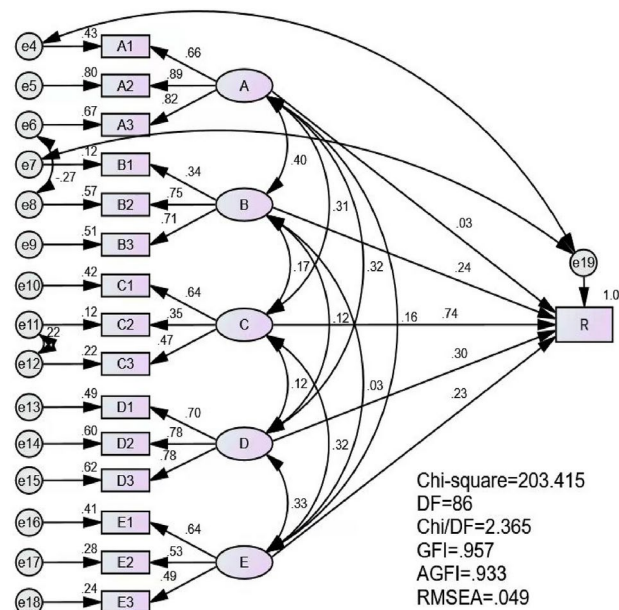 e4 .43 A1
.66
e5 .80 A2 .89 A
e6 .67 A3 .82
e7 .12 B1 .40
-.27 .34 .31 .03
e8 .57 B2 .75 B
.71 .32 .24 e19
e9 .51 B3
.17
e10 .42 C1 1.0
.64
e11 .12 C2 .35 C .12 .16 .74 R
.22 .47
e12 .22 C3
.12 .03 .30
e13 .49 D1
.70 .23
e14 .60 D2 .78 D
.78 .32
e15 .62 D3
.33
e16 .41 E1
.64
e17 .28 E2 .53 E
.49
e18 .24 E3
Chi-square=203.415
DF=86
Chi/DF=2.365
GFI=.957
AGFI=.933
RMSEA=.049